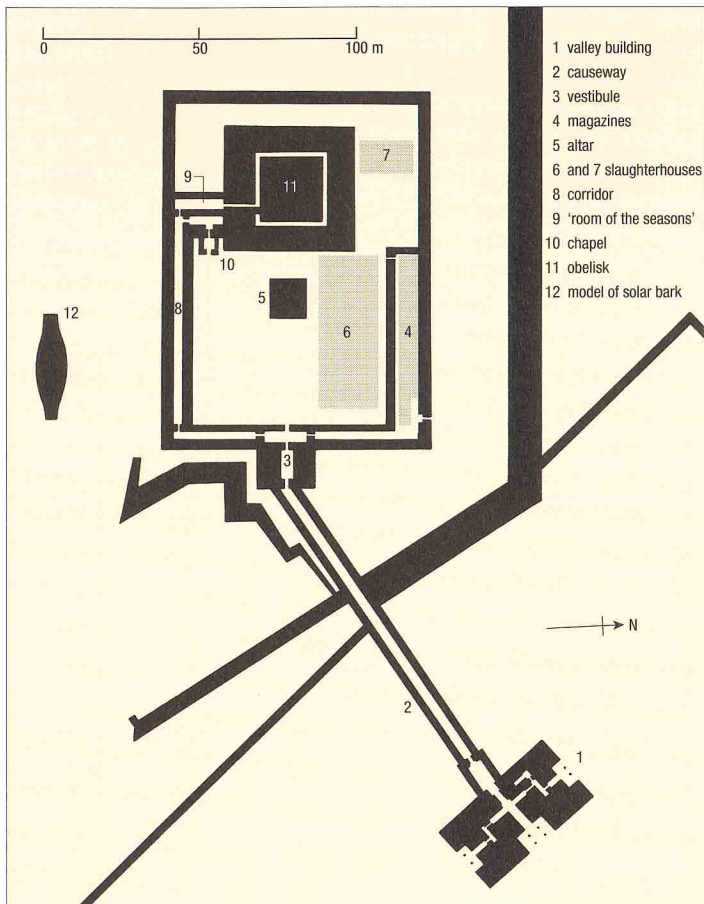 0 50 100 m
1 valley building
2 causeway
3 vestibule
4 magazines
5 altar
6 and 7 slaughterhouses
8 corridor
9 ‘room of the seasons’
10 chapel
11 obelisk
12 model of solar bark
7
9
11
10
12
5
8
6
4
3
N
2
1